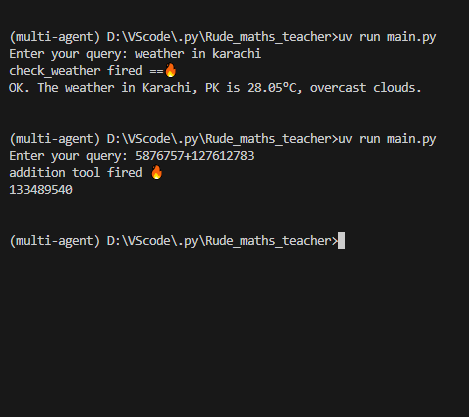 (multi-agent) D:\VScode\.py\Rude_maths_teacher>uv run main.py
Enter your query: weather in karachi
check_weather fired ==🔥
OK. The weather in Karachi, PK is 28.05°C, overcast clouds.
(multi-agent) D:\VScode\.py\Rude_maths_teacher>uv run main.py
Enter your query: 5876757+127612783
addition tool fired 🔥
133489540
(multi-agent) D:\VScode\.py\Rude_maths_teacher>